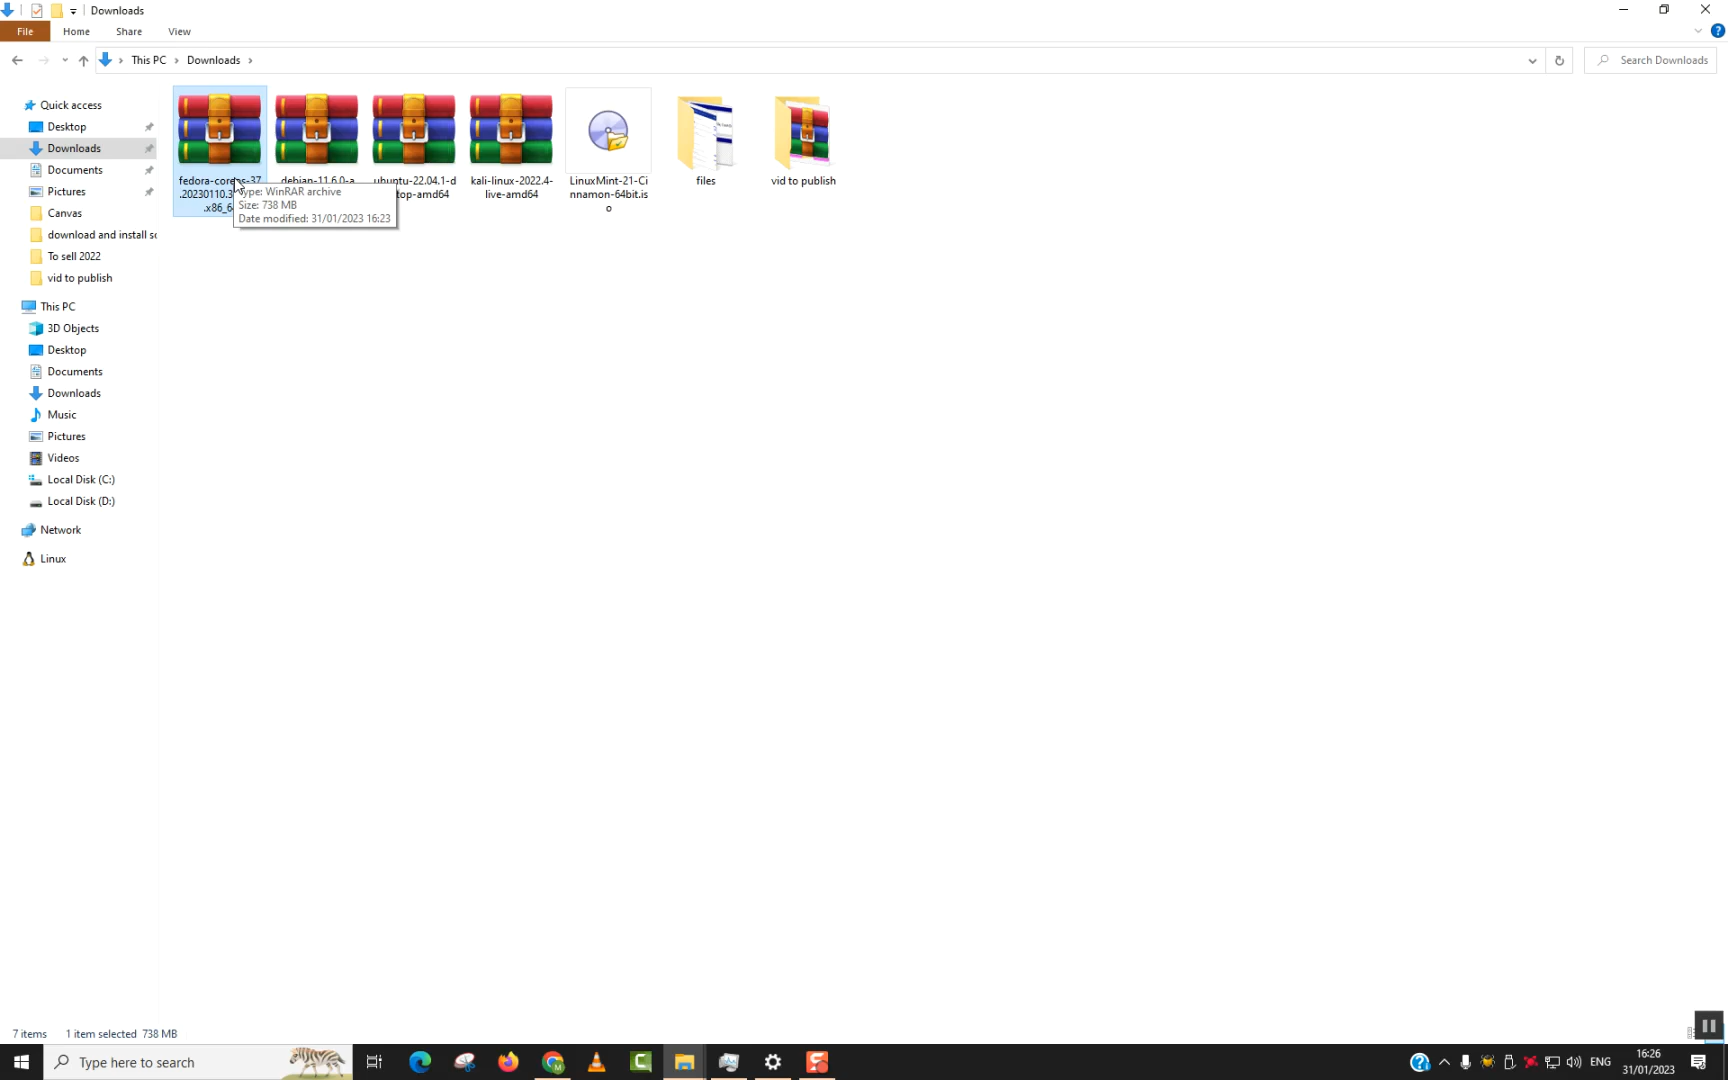 Downloads
File Home Share View
This PC Downloads
Search Downloads
Quick access
Desktop
Downloads
Documents
Pictures
Canvas
download and install
To sell 2022
vid to publish
This PC
3D Objects
Desktop
Documents
Downloads
Music
Pictures
Videos
Local Disk (C:)
Local Disk (D:)
Network
Linux
fedora-coreos-37
.20230110.3
.x86_6
debian-11.6.0-a
ubuntu-22.04.1-d
top-amd64
kali-linux-2022.4-
live-amd64
LinuxMint-21-Ci
nnamon-64bit.is
o
files
vid to publish
Type: WinRAR archive
Size: 738 MB
Date modified: 31/01/2023 16:23
7 items 1 item selected 738 MB
Type here to search
ENG
16:26
31/01/2023